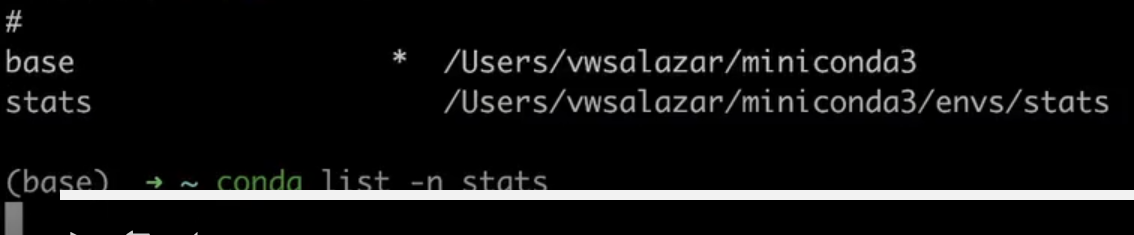 #
base * /Users/vwsalazar/miniconda3
stats /Users/vwsalazar/miniconda3/envs/stats
(base) ➜ ~ conda list -n stats